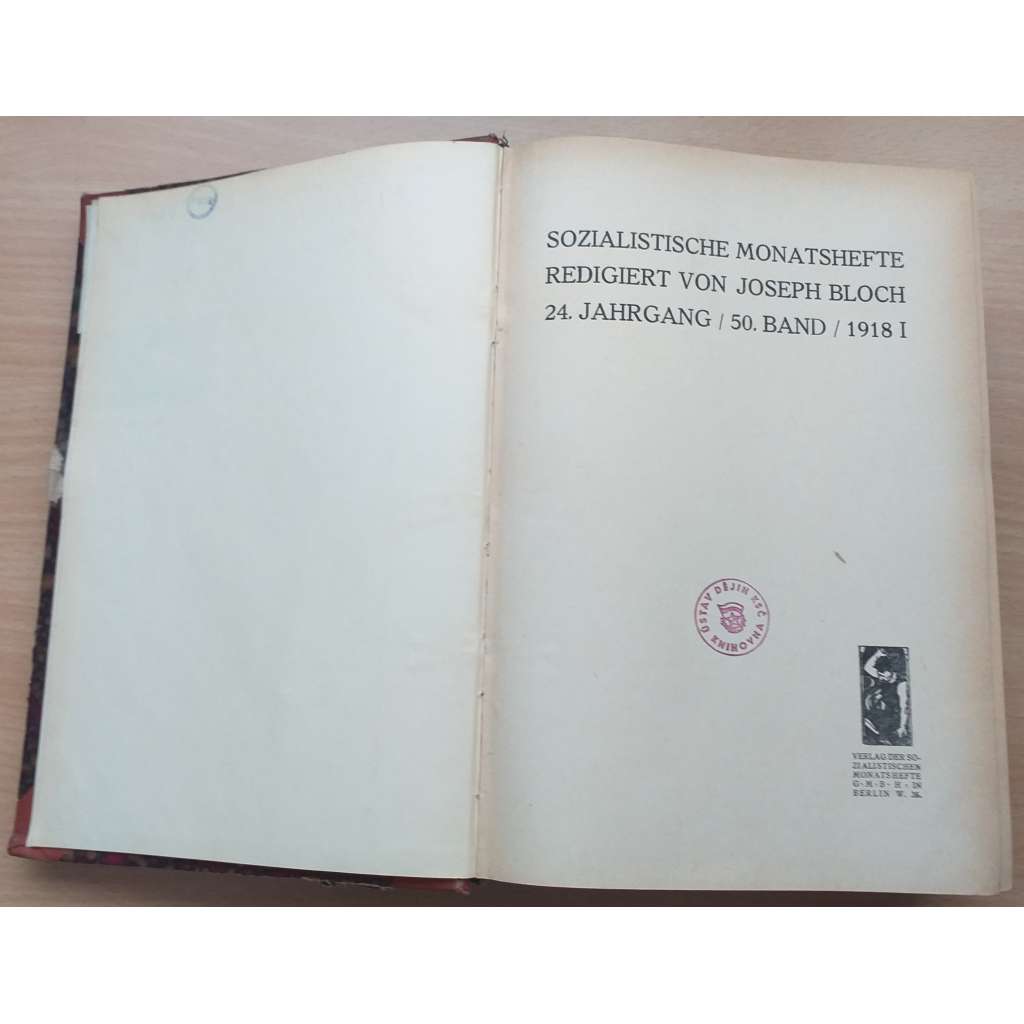 SOZIALISTISCHE MONATSHEFTE
REDIGIERT VON JOSEPH BLOCH
24. JAHRGANG / 50. BAND / 1918 I
ÚSTAV DĚJIN KSČ
KNIHOVNA
VERLAG DER SO-
ZIALISTISCHEN
MONATSHEFTE
G·M·B·H·IN
BERLIN W.